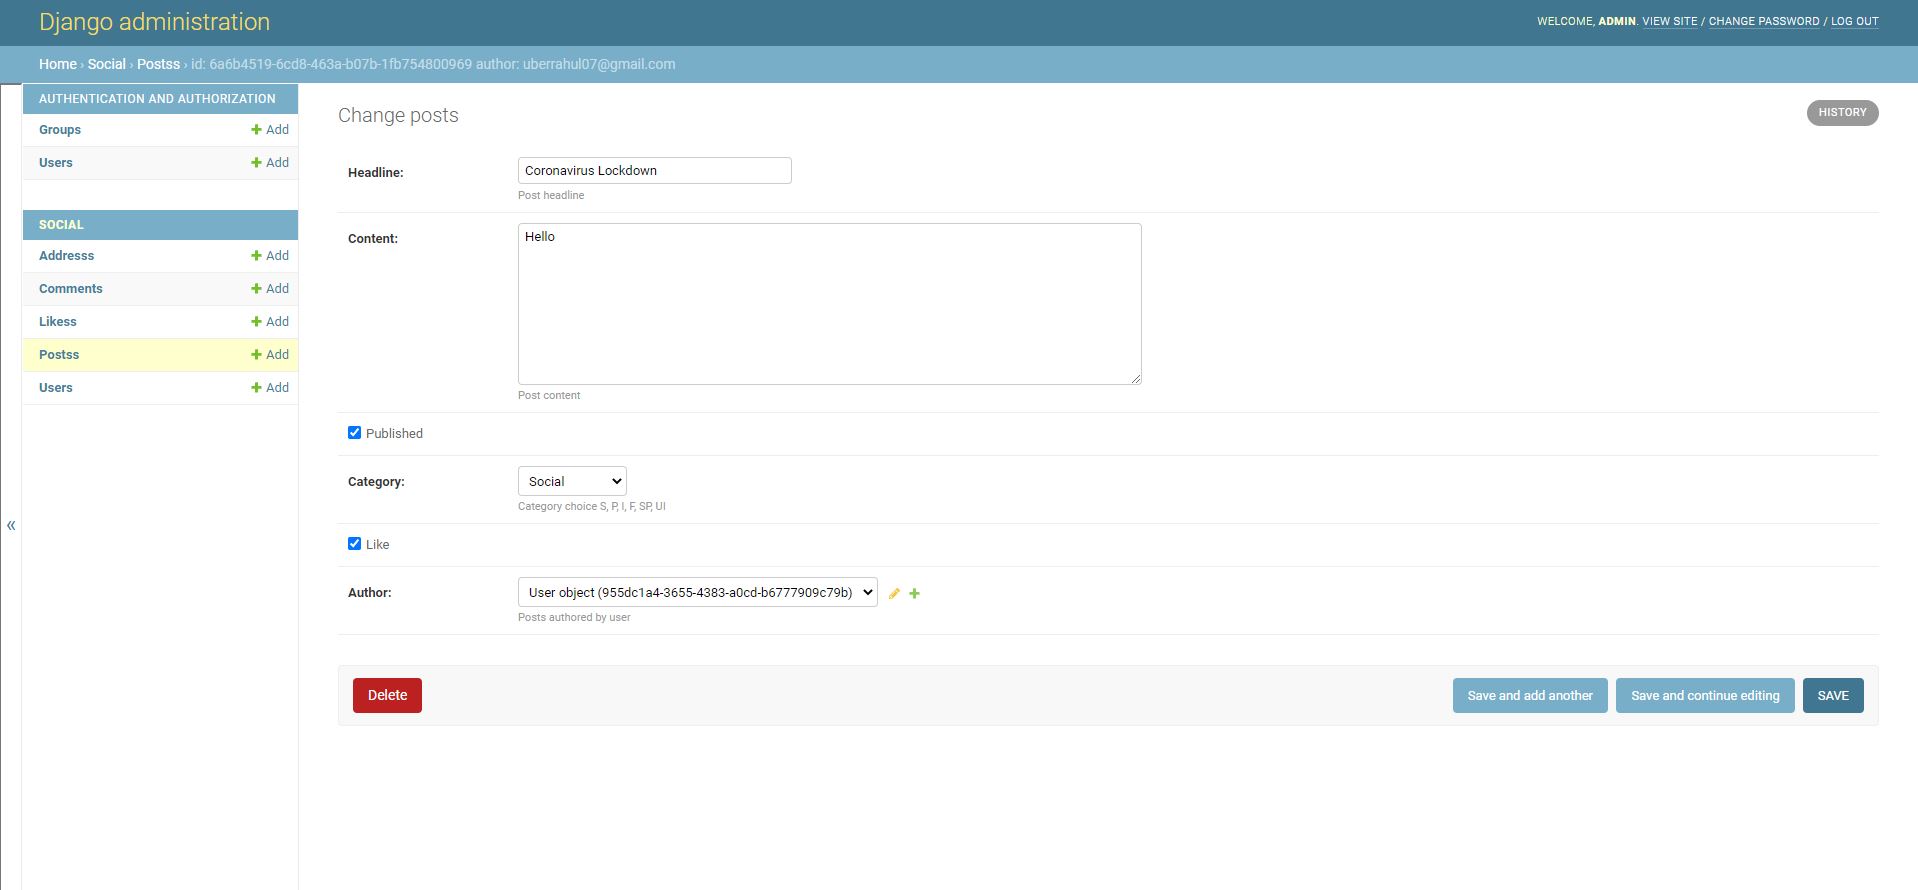 Django administration
WELCOME, ADMIN. VIEW SITE / CHANGE PASSWORD / LOG OUT
Home › Social › Postss › id: 6a6b4519-6cd8-463a-b07b-1fb754800969 author: uberrahul07@gmail.com
AUTHENTICATION AND AUTHORIZATION
Groups + Add
Users + Add
SOCIAL
Addresss + Add
Comments + Add
Likess + Add
Postss + Add
Users + Add
«
Change posts
HISTORY
Headline: Coronavirus Lockdown
Post headline
Content: Hello
Post content
Published
Category: Social
Category choice S, P, I, F, SP, UI
Like
Author: User object (955dc1a4-3655-4383-a0cd-b6777909c79b)
Posts authored by user
Delete Save and add another Save and continue editing SAVE